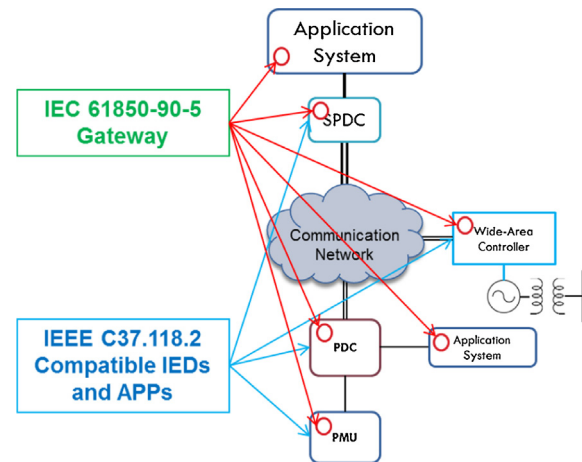 Application
System
IEC 61850-90-5
Gateway
SPDC
Communication
Network
Wide-Area
Controller
IEEE C37.118.2
Compatible IEDs
and APPs
PDC
Application
System
PMU